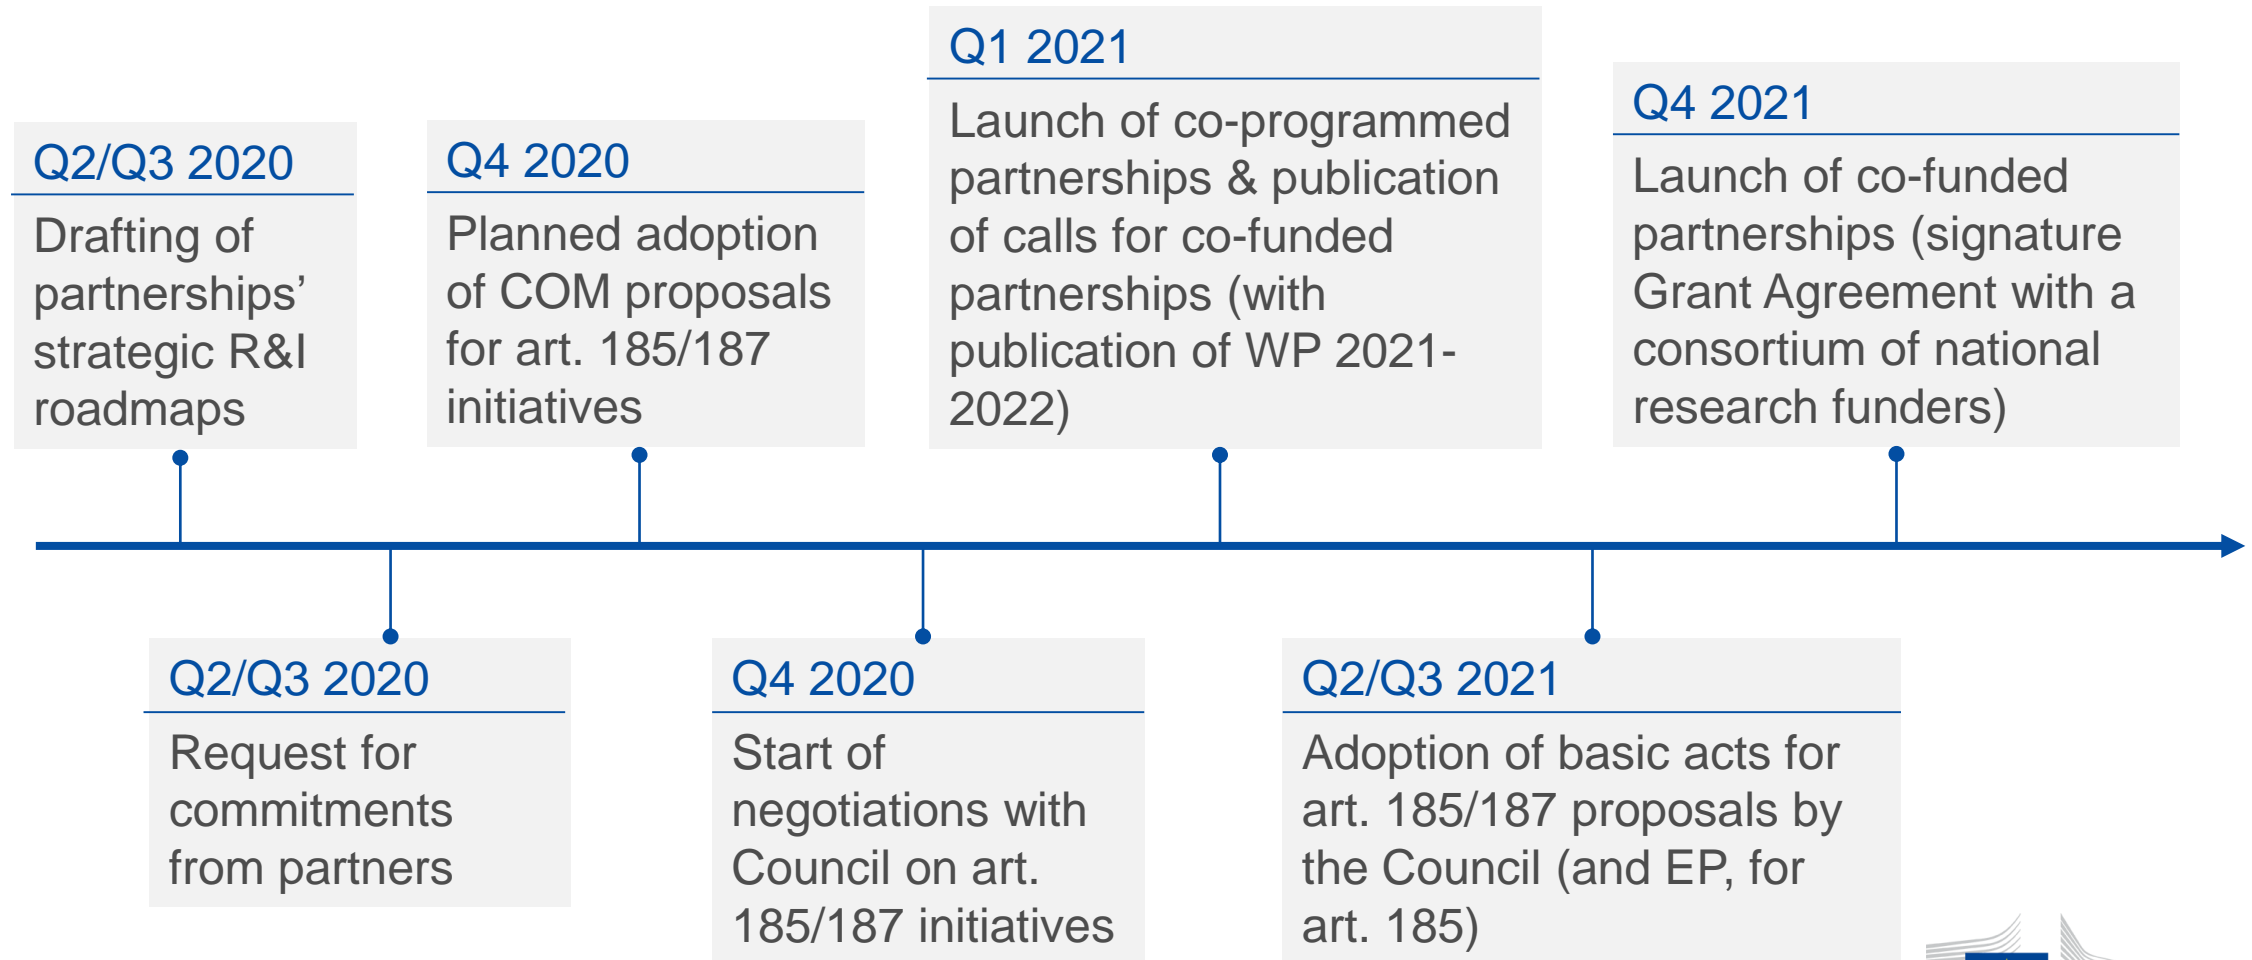 Q2/Q3 2020
Drafting of
partnerships’
strategic R&I
roadmaps
Q4 2020
Planned adoption
of COM proposals
for art. 185/187
initiatives
Q1 2021
Launch of co-programmed
partnerships & publication
of calls for co-funded
partnerships (with
publication of WP 2021-
2022)
Q4 2021
Launch of co-funded
partnerships (signature
Grant Agreement with a
consortium of national
research funders)
Q2/Q3 2020
Request for
commitments
from partners
Q4 2020
Start of
negotiations with
Council on art.
185/187 initiatives
Q2/Q3 2021
Adoption of basic acts for
art. 185/187 proposals by
the Council (and EP, for
art. 185)